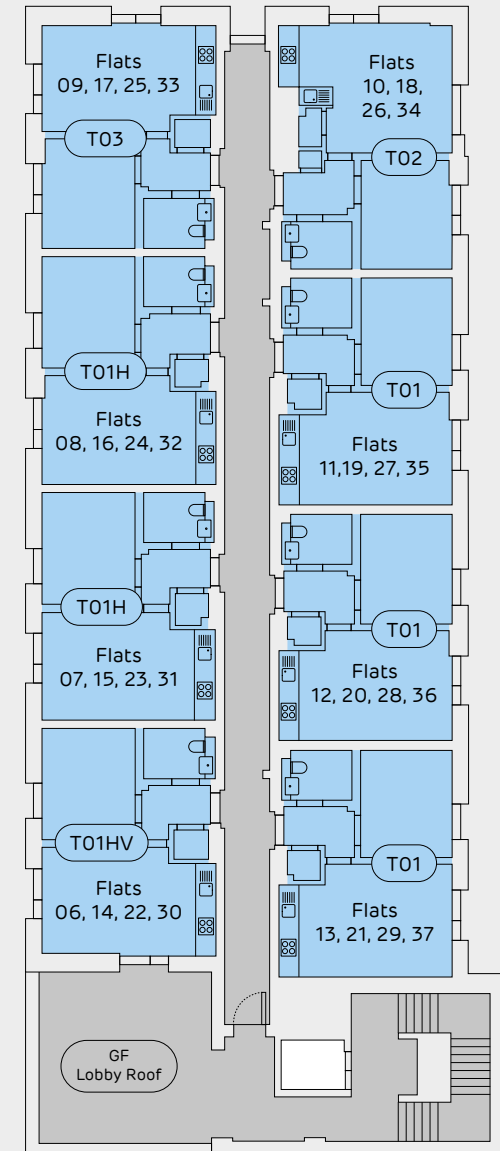 Flats
09, 17, 25, 33
T03
Flats
10, 18,
26, 34
T02
T01H
Flats
08, 16, 24, 32
T01
Flats
11,19, 27, 35
T01H
Flats
07, 15, 23, 31
T01
Flats
12, 20, 28, 36
T01HV
Flats
06, 14, 22, 30
T01
Flats
13, 21, 29, 37
GF
Lobby Roof